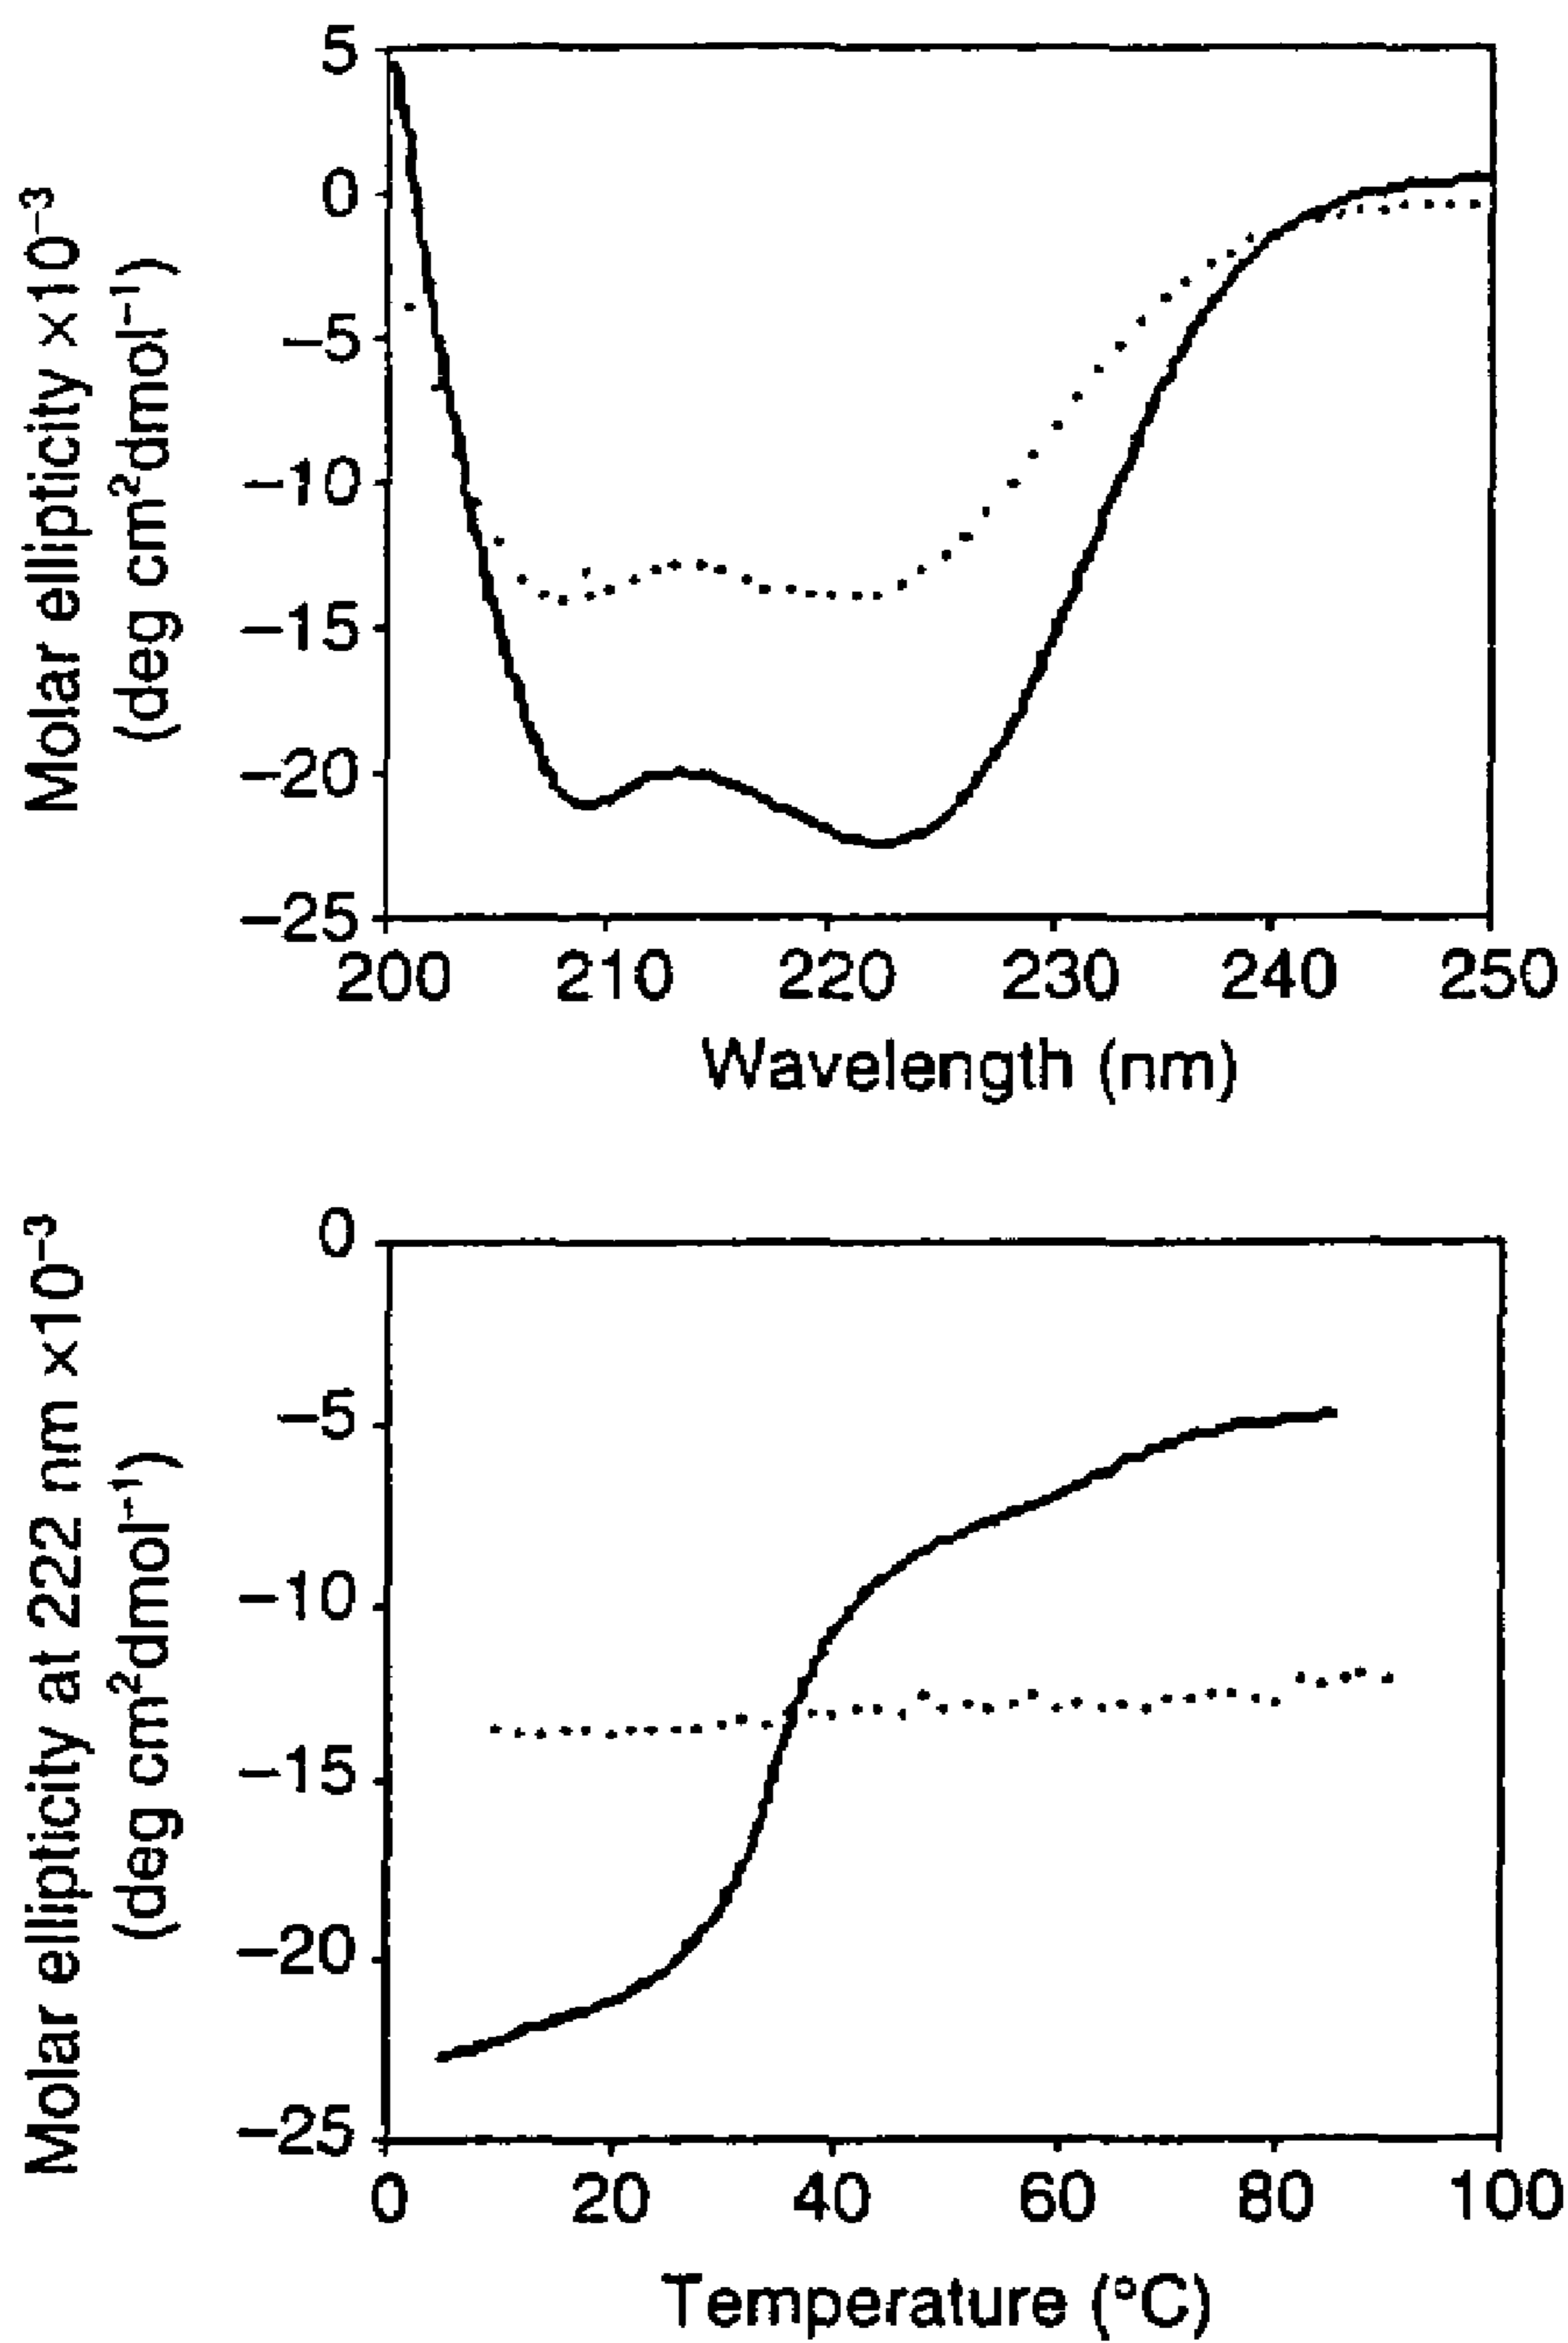 Molar ellipticity ×10⁻³
(deg cm²dmol⁻¹)
5
0
−5
−10
−15
−20
−25
200 210 220 230 240 250
Wavelength (nm)
Molar ellipticity at 222 nm ×10⁻³
(deg cm²dmol⁻¹)
0
−5
−10
−15
−20
−25
0 20 40 60 80 100
Temperature (°C)